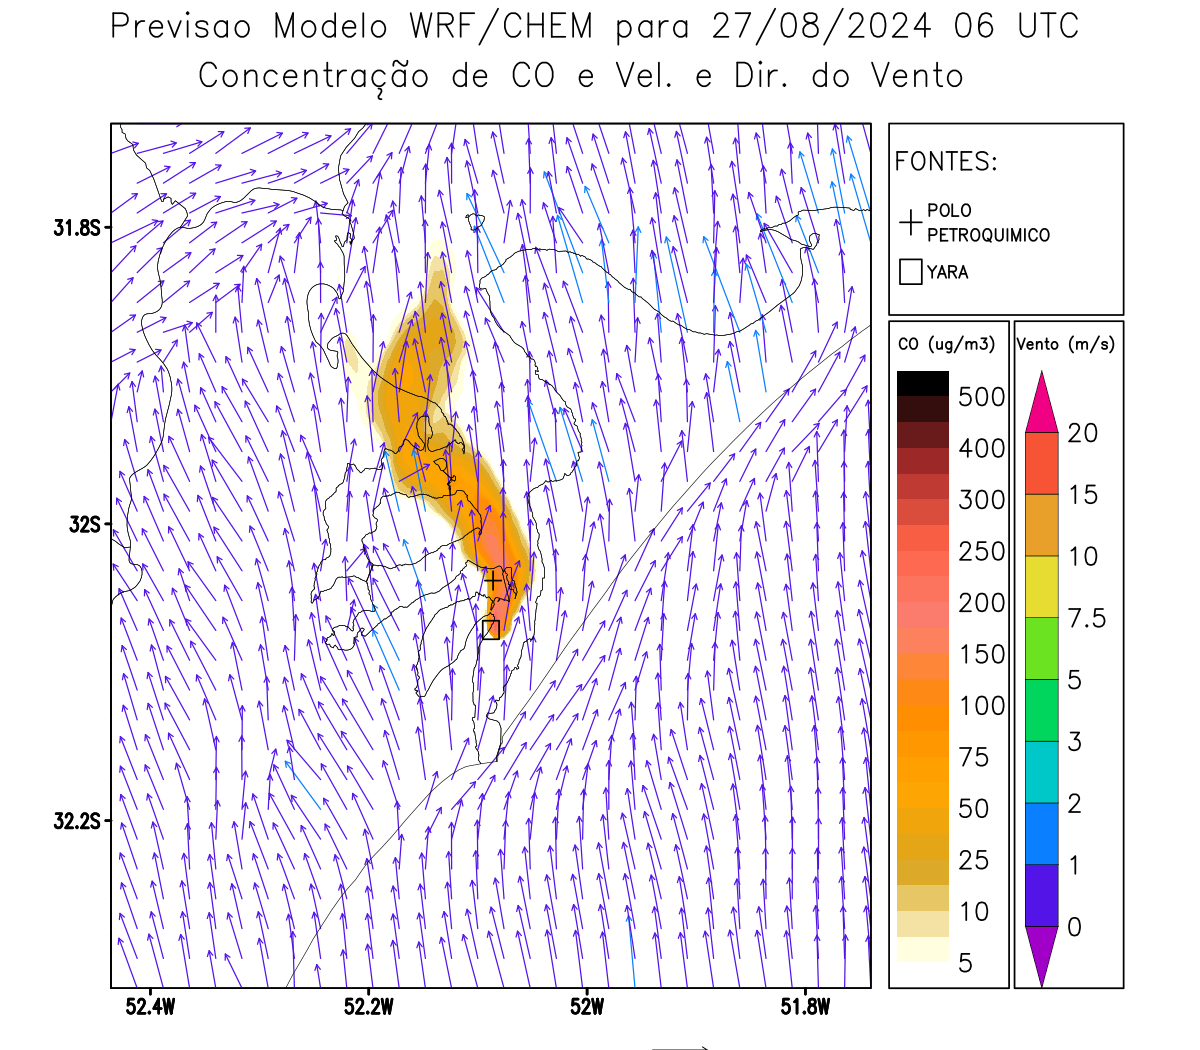 Previsao Modelo WRF/CHEM para 27/08/2024 06 UTC
Concentração de CO e Vel. e Dir. do Vento
FONTES:
POLO
PETROQUIMICO
YARA
CO (ug/m3)
500
400
300
250
200
150
100
75
50
25
10
5
Vento (m/s)
20
15
10
7.5
5
3
2
1
0
31.8S
32S
32.2S
52.4W 52.2W 52W 51.8W